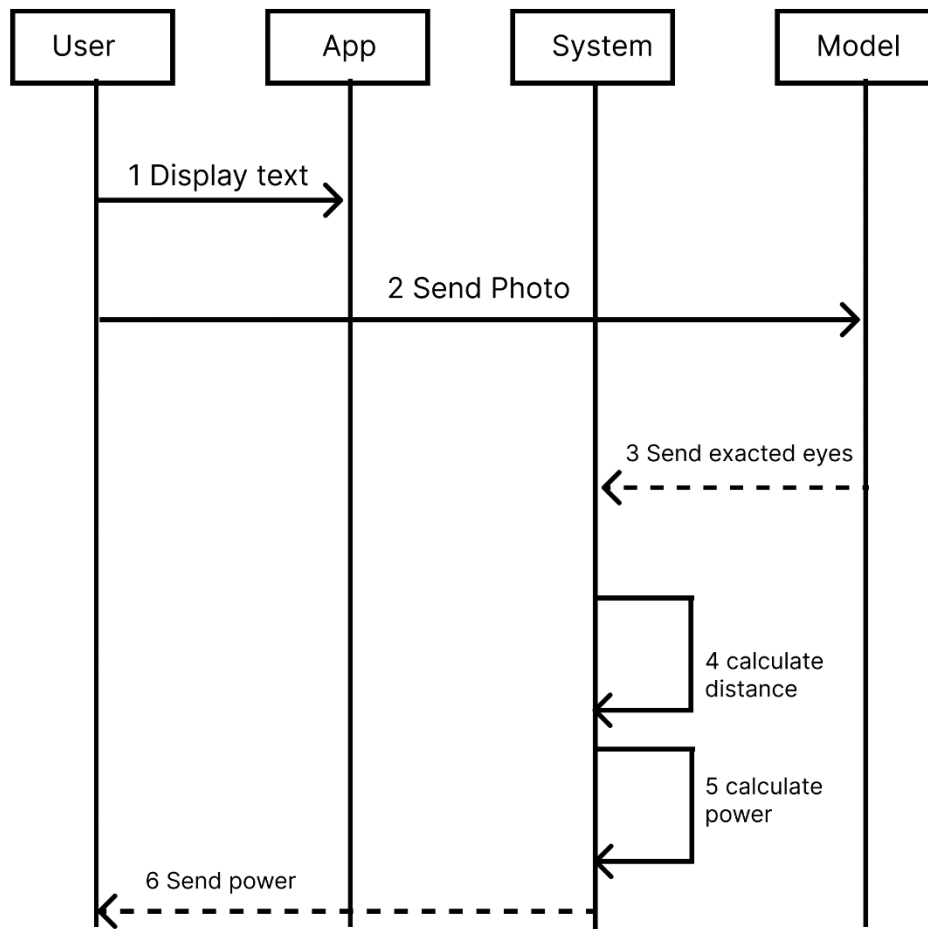 User
App
System
Model
1 Display text
2 Send Photo
3 Send exacted eyes
4 calculate
distance
5 calculate
power
6 Send power